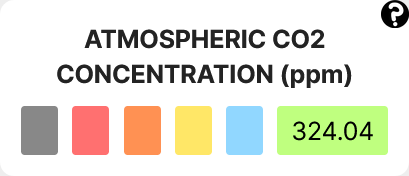 ?
ATMOSPHERIC CO2
CONCENTRATION (ppm)
324.04